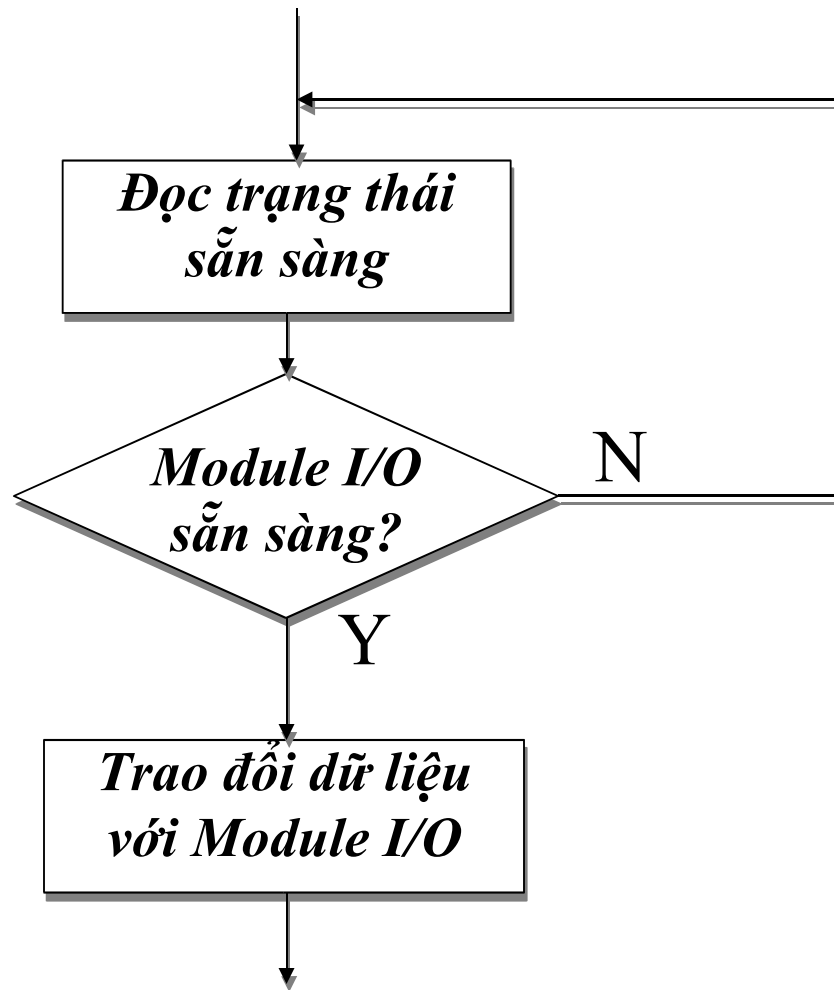 Đọc trạng thái
sẵn sàng
Module I/O
sẵn sàng?
N
Y
Trao đổi dữ liệu
với Module I/O